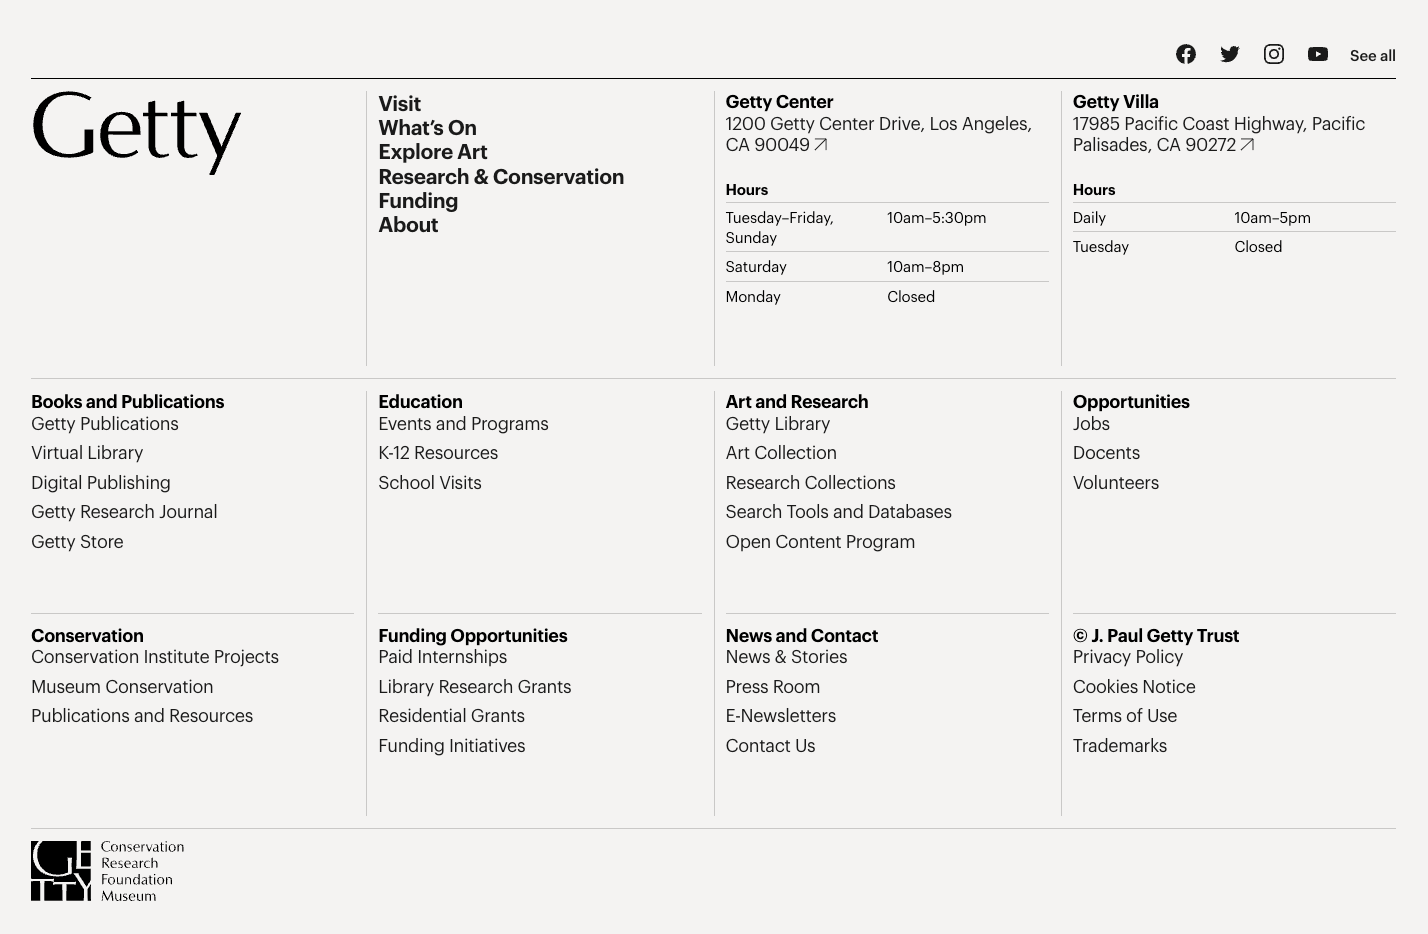 See all
Getty
Visit
What’s On
Explore Art
Research & Conservation
Funding
About
Getty Center
1200 Getty Center Drive, Los Angeles,
CA 90049
Hours
Tuesday–Friday, 10am–5:30pm
Sunday
Saturday 10am–8pm
Monday Closed
Getty Villa
17985 Pacific Coast Highway, Pacific
Palisades, CA 90272
Hours
Daily 10am–5pm
Tuesday Closed
Books and Publications
Getty Publications
Virtual Library
Digital Publishing
Getty Research Journal
Getty Store
Education
Events and Programs
K-12 Resources
School Visits
Art and Research
Getty Library
Art Collection
Research Collections
Search Tools and Databases
Open Content Program
Opportunities
Jobs
Docents
Volunteers
Conservation
Conservation Institute Projects
Museum Conservation
Publications and Resources
Funding Opportunities
Paid Internships
Library Research Grants
Residential Grants
Funding Initiatives
News and Contact
News & Stories
Press Room
E-Newsletters
Contact Us
© J. Paul Getty Trust
Privacy Policy
Cookies Notice
Terms of Use
Trademarks
GE
TTY
Conservation
Research
Foundation
Museum